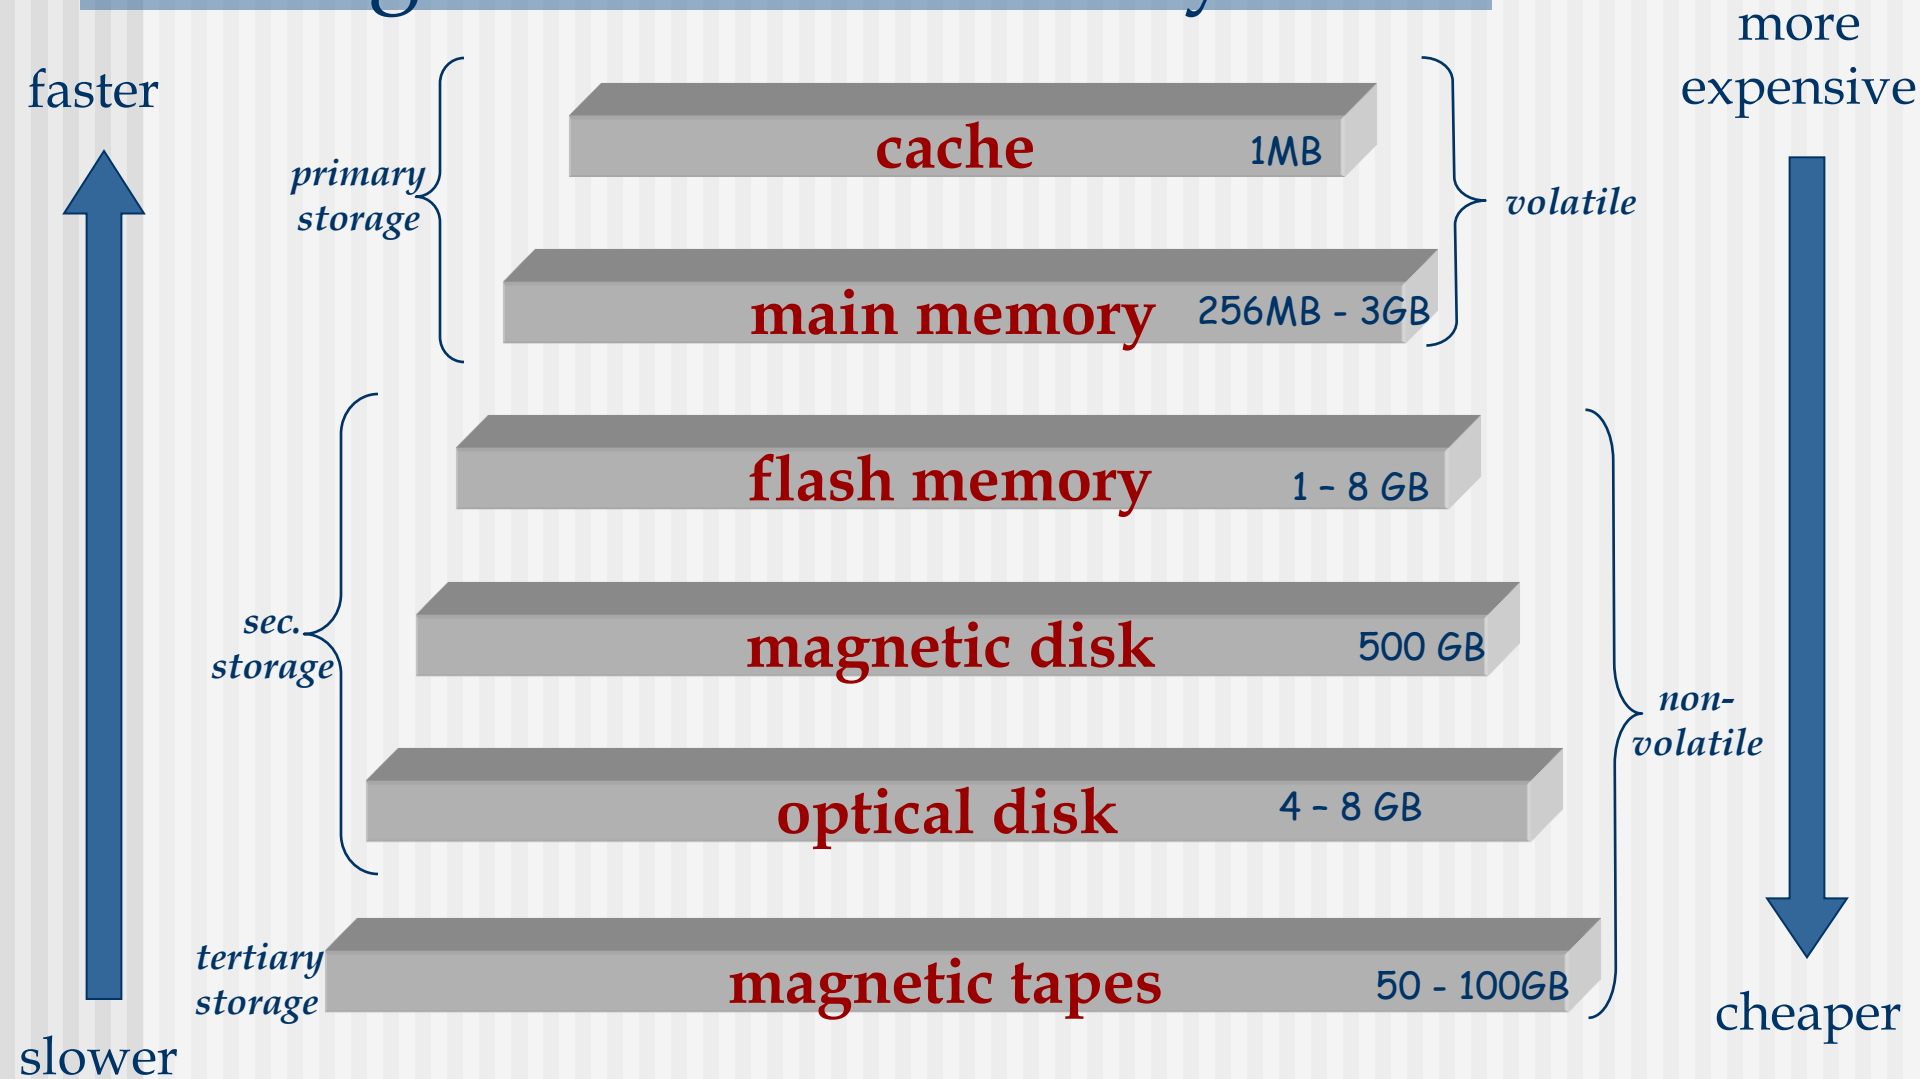 more
expensive
faster
cache 1MB
primary
storage
volatile
main memory 256MB - 3GB
flash memory 1 – 8 GB
sec.
storage
magnetic disk 500 GB
non-
volatile
optical disk 4 – 8 GB
tertiary
storage
magnetic tapes 50 - 100GB
cheaper
slower